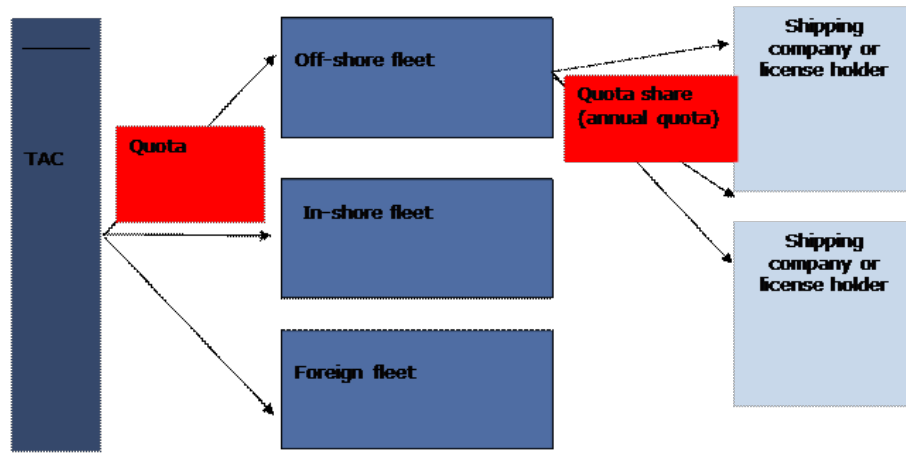 TAC
Quota
Off-shore fleet
In-shore fleet
Foreign fleet
Quota share
(annual quota)
Shipping
company or
license holder
Shipping
company or
license holder